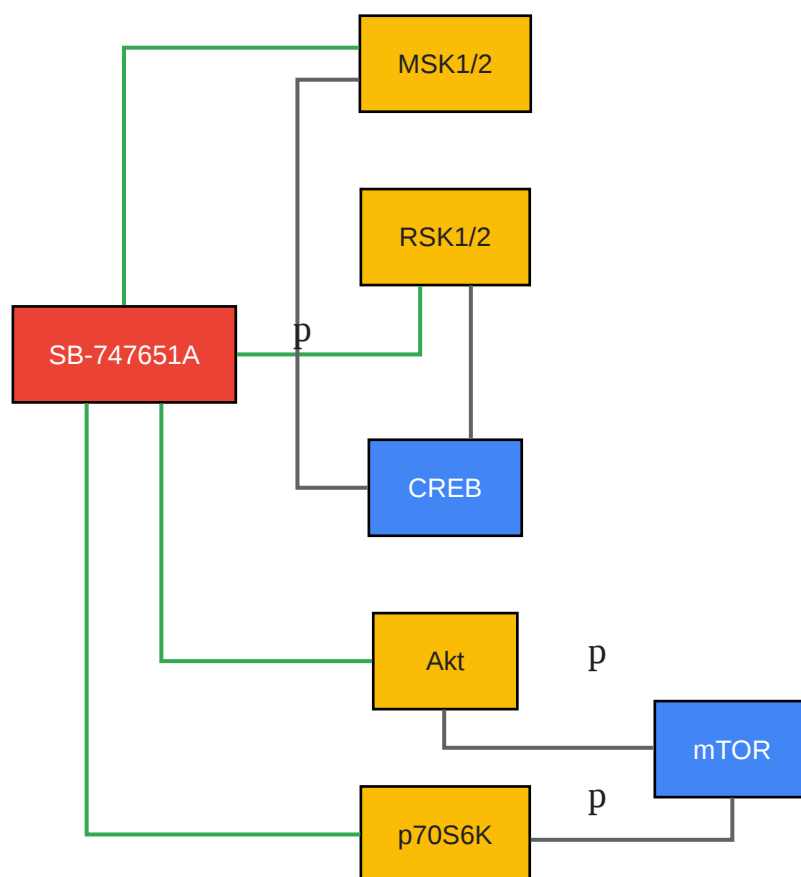 MSK1/2
RSK1/2
p
SB-747651A
CREB
Akt
p
mTOR
p
p70S6K